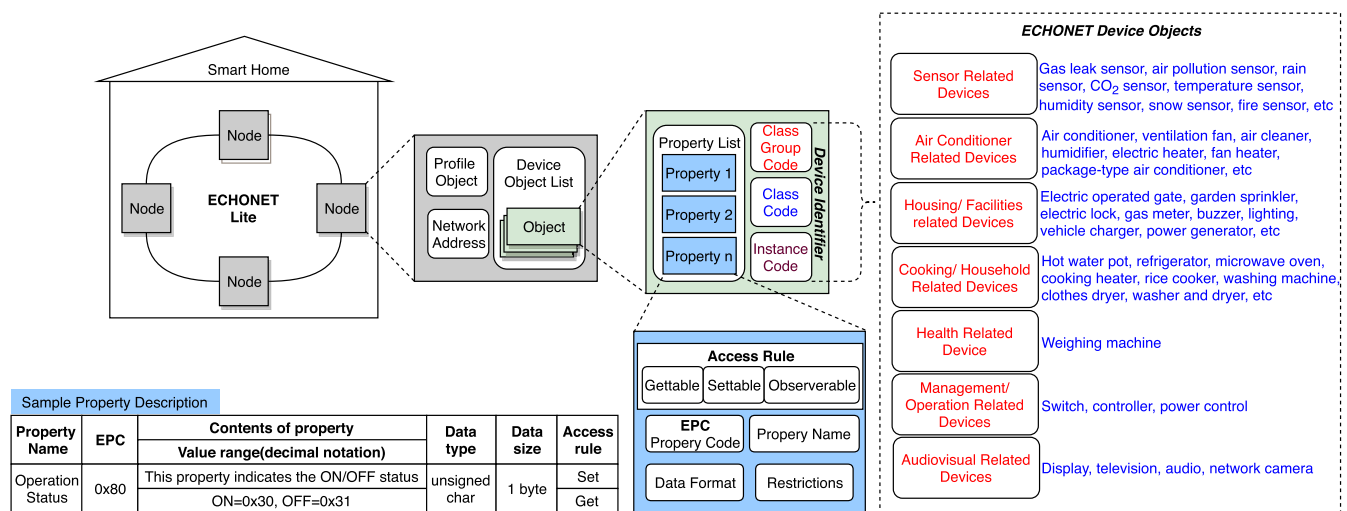 Smart Home
Node
Node
ECHONET
Lite
Node
Node
Profile
Object
Network
Address
Device
Object List
Object
Property List
Property 1
Property 2
Property n
Class
Group
Code
Class
Code
Instance
Code
Device Identifier
Access Rule
Gettable
Settable
Observerable
EPC
Propery Code
Propery Name
Data Format
Restrictions
ECHONET Device Objects
Sensor Related
Devices
Gas leak sensor, air pollution sensor, rain
sensor, CO2 sensor, temperature sensor,
humidity sensor, snow sensor, fire sensor, etc
Air Conditioner
Related Devices
Air conditioner, ventilation fan, air cleaner,
humidifier, electric heater, fan heater,
package-type air conditioner, etc
Housing/ Facilities
related Devices
Electric operated gate, garden sprinkler,
electric lock, gas meter, buzzer, lighting,
vehicle charger, power generator, etc
Cooking/ Household
Related Devices
Hot water pot, refrigerator, microwave oven,
cooking heater, rice cooker, washing machine,
clothes dryer, washer and dryer, etc
Health Related
Device
Weighing machine
Management/
Operation Related
Devices
Switch, controller, power control
Audiovisual Related
Devices
Display, television, audio, network camera
Sample Property Description
Property
Name
EPC
Contents of property
Value range(decimal notation)
Data
type
Data
size
Access
rule
Operation
Status
0x80
This property indicates the ON/OFF status
ON=0x30, OFF=0x31
unsigned
char
1 byte
Set
Get